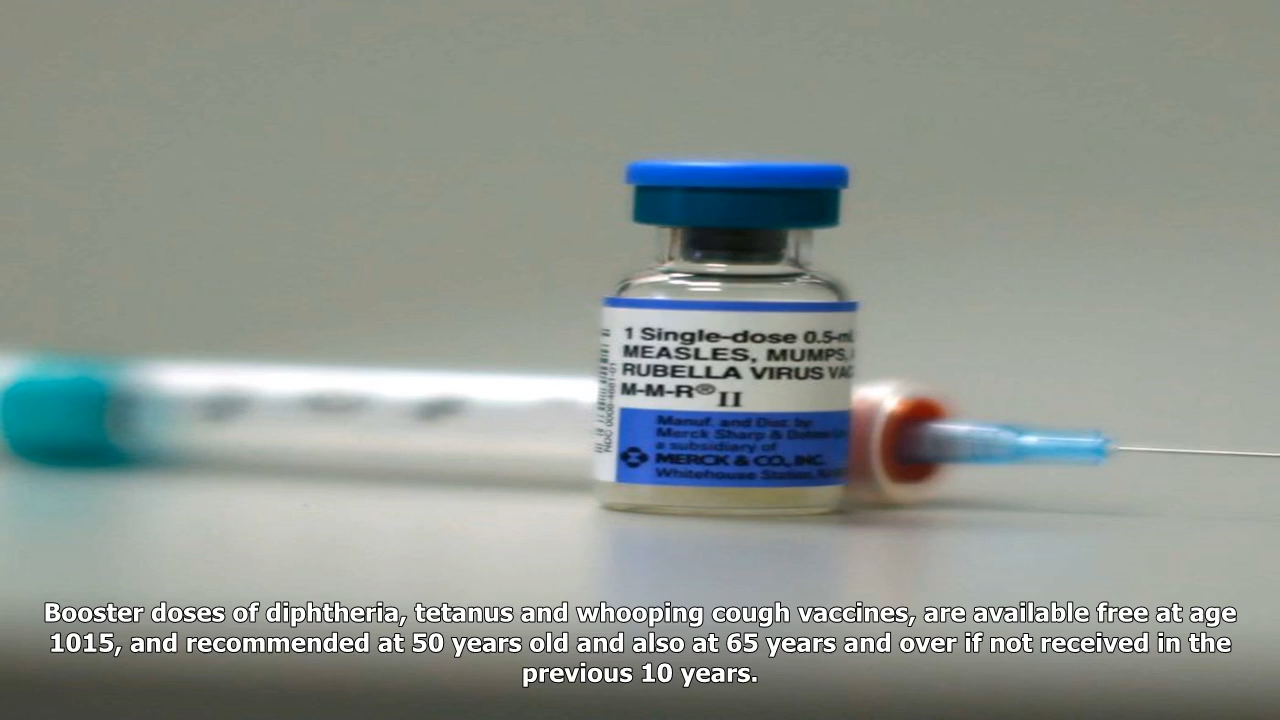 1 Single-dose 0.5-m
MEASLES, MUMPS,
RUBELLA VIRUS VAC
M-M-R® II
Manuf. and Dist. by
Merck Sharp & Dohme
a subsidiary of
MERCK & CO., INC.
Whitehouse Station,
Booster doses of diphtheria, tetanus and whooping cough vaccines, are available free at age
1015, and recommended at 50 years old and also at 65 years and over if not received in the
previous 10 years.